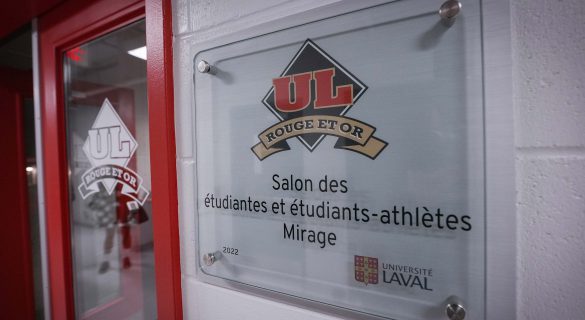 UL
ROUGE ET OR
UL
ROUGE ET OR
Salon des
étudiantes et étudiants-athlètes
Mirage
2022
UNIVERSITÉ
LAVAL